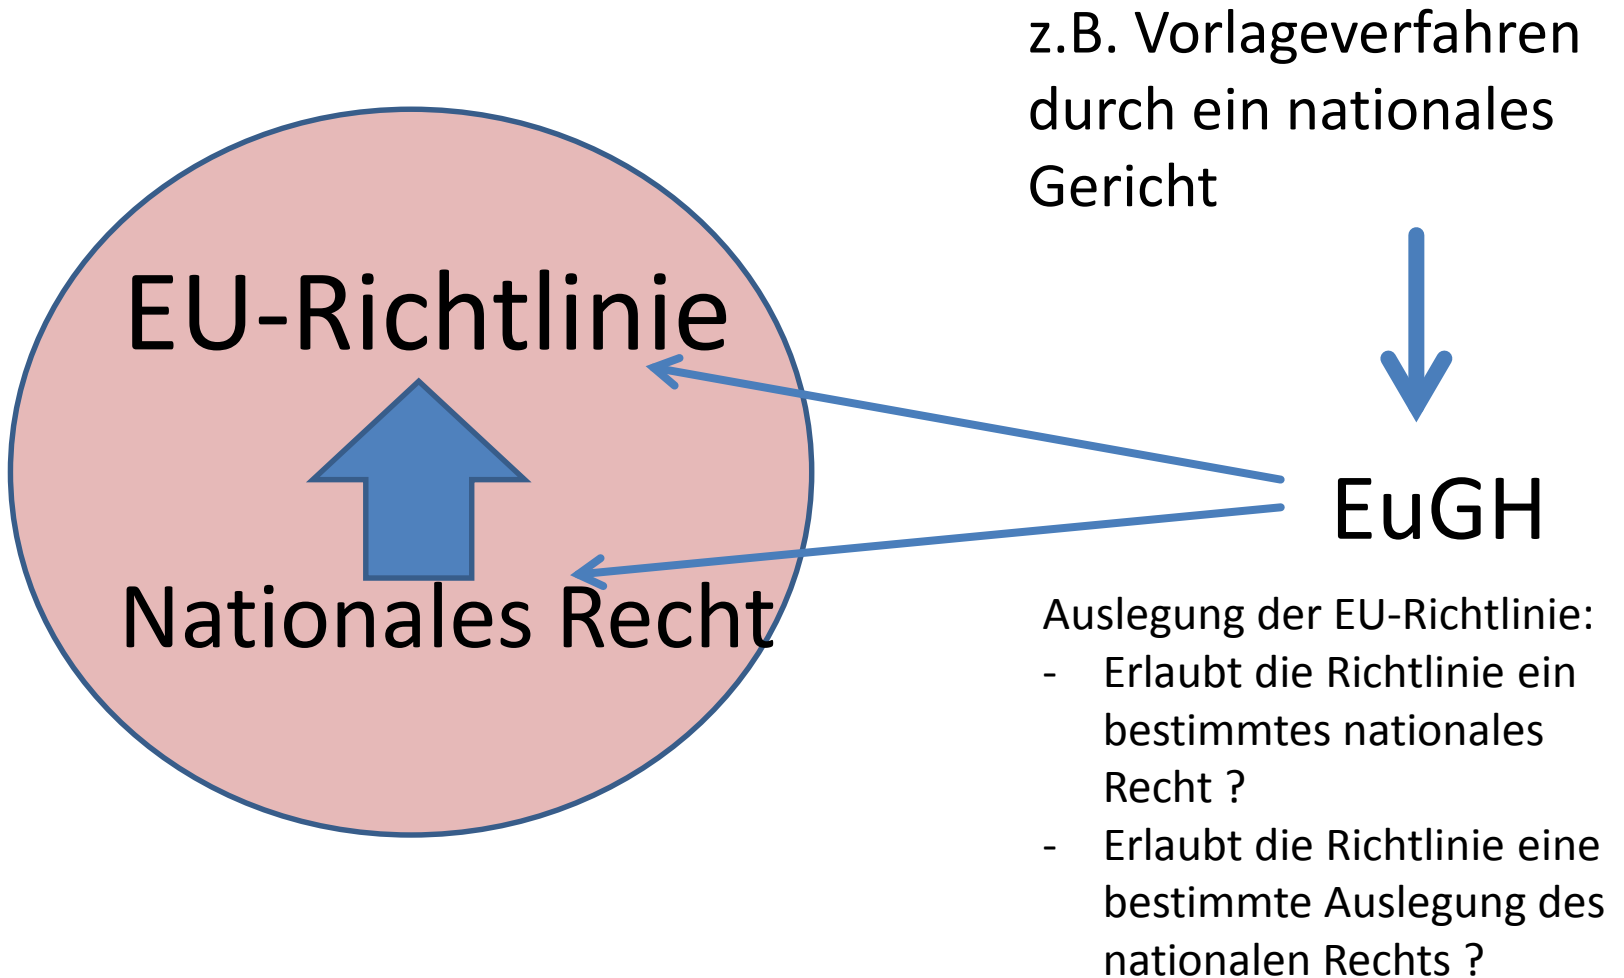 z.B. Vorlageverfahren
durch ein nationales
Gericht
EU-Richtlinie
Nationales Recht
EuGH
Auslegung der EU-Richtlinie:
- Erlaubt die Richtlinie ein
bestimmtes nationales
Recht ?
- Erlaubt die Richtlinie eine
bestimmte Auslegung des
nationalen Rechts ?